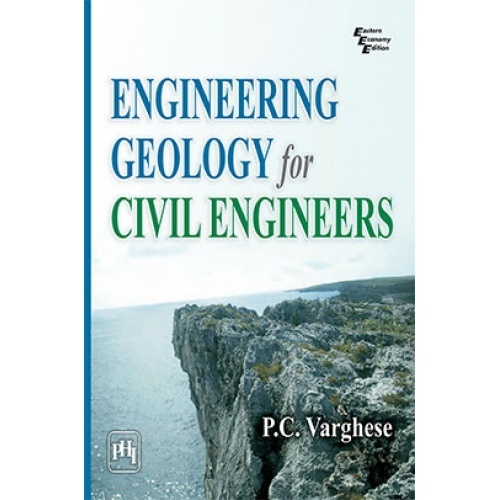 Eastern
Economy
Edition
ENGINEERING
GEOLOGY for
CIVIL ENGINEERS
P.C. Varghese
PHI